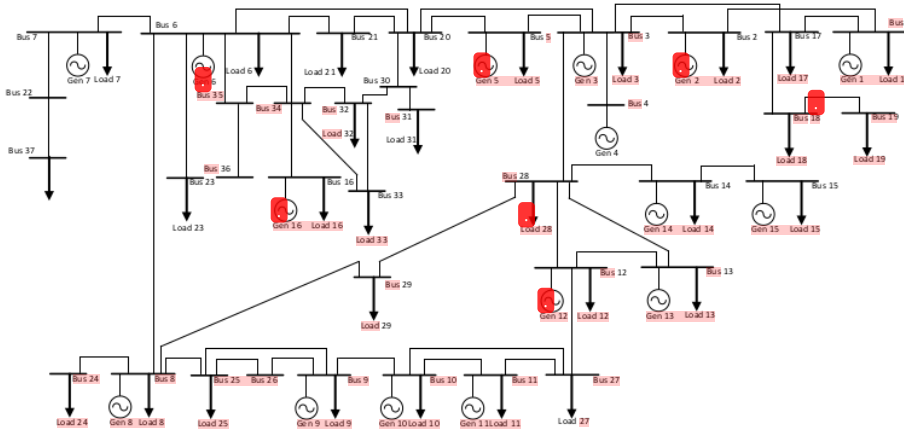 Bus 7
Bus 6
Bus 21
Bus 20
Bus 5
Bus 3
Bus 2
Bus 17
Bus
Gen 7
Load 7
Load 6
Load 21
Load 20
Gen 5
Load 5
Gen 3
Load 3
Gen 2
Load 2
Load 17
Gen 1
Load 1
Bus 22
Bus 35
Bus 34
Bus 32
Bus 30
Bus 31
Bus 4
Bus 18
Bus 19
Load 32
Load 31
Gen 4
Load 18
Load 19
Bus 37
Bus 36
Bus 23
Bus 16
Bus 33
Bus 28
Bus 14
Bus 15
Load 23
Gen 16
Load 16
Load 33
Load 28
Gen 14
Load 14
Gen 15
Load 15
Bus 29
Bus 12
Bus 13
Load 29
Gen 12
Load 12
Gen 13
Load 13
Bus 24
Bus 8
Bus 25
Bus 26
Bus 9
Bus 10
Bus 11
Bus 27
Load 24
Gen 8
Load 8
Load 25
Gen 9
Load 9
Gen 10
Load 10
Gen 11
Load 11
Load 27